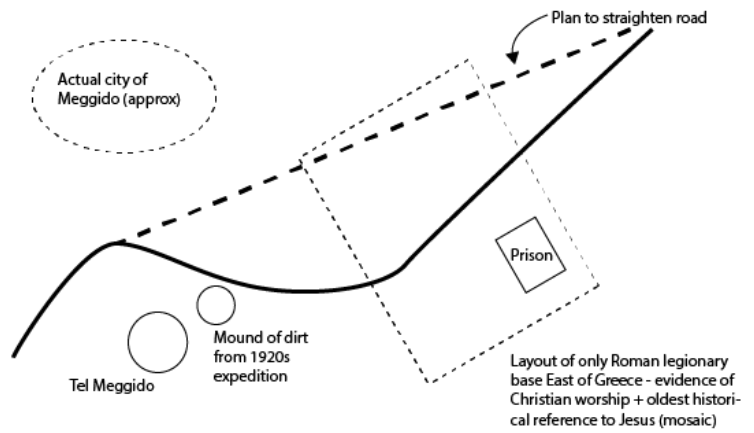 Plan to straighten road
Actual city of
Meggido (approx)
Prison
Mound of dirt
from 1920s
expedition
Tel Meggido
Layout of only Roman legionary
base East of Greece - evidence of
Christian worship + oldest histori-
cal reference to Jesus (mosaic)